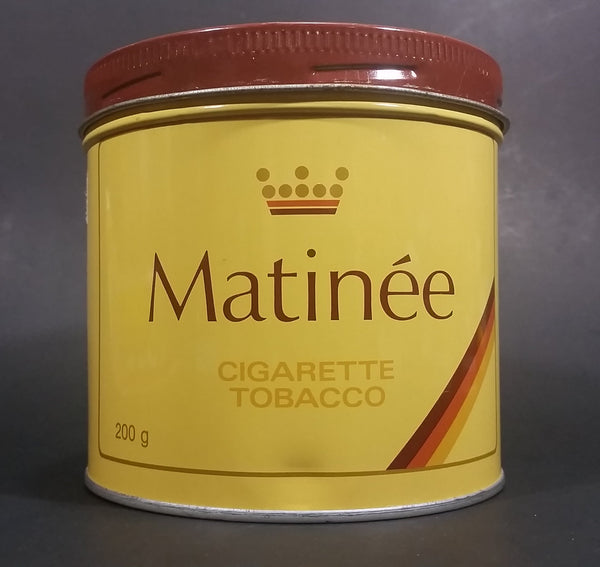 Matinée
CIGARETTE
TOBACCO
200 g